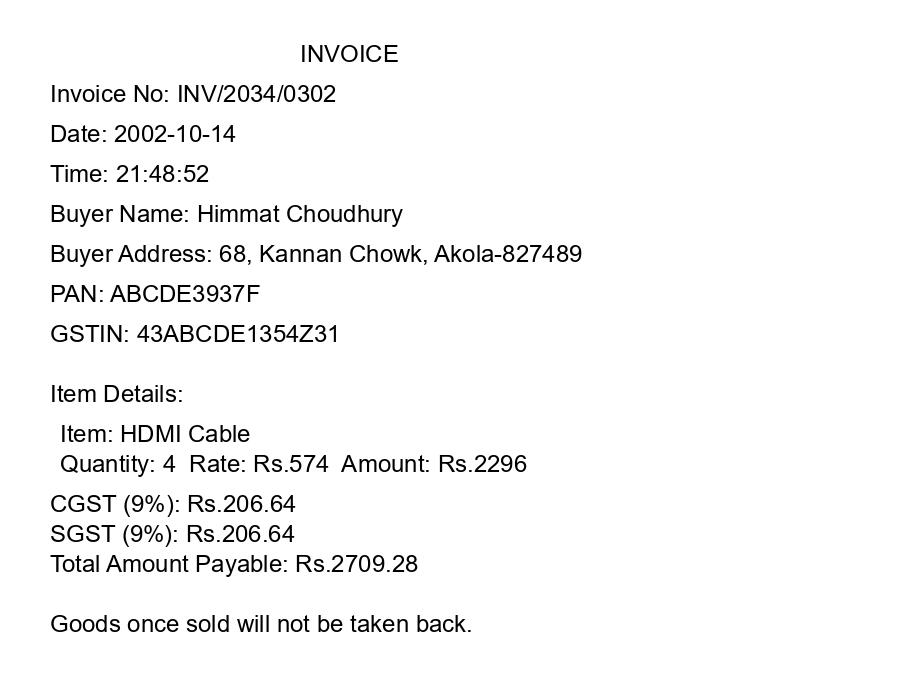 INVOICE
Invoice No: INV/2034/0302
Date: 2002-10-14
Time: 21:48:52
Buyer Name: Himmat Choudhury
Buyer Address: 68, Kannan Chowk, Akola-827489
PAN: ABCDE3937F
GSTIN: 43ABCDE1354Z31
Item Details:
Item: HDMI Cable
Quantity: 4  Rate: Rs.574  Amount: Rs.2296
CGST (9%): Rs.206.64
SGST (9%): Rs.206.64
Total Amount Payable: Rs.2709.28
Goods once sold will not be taken back.